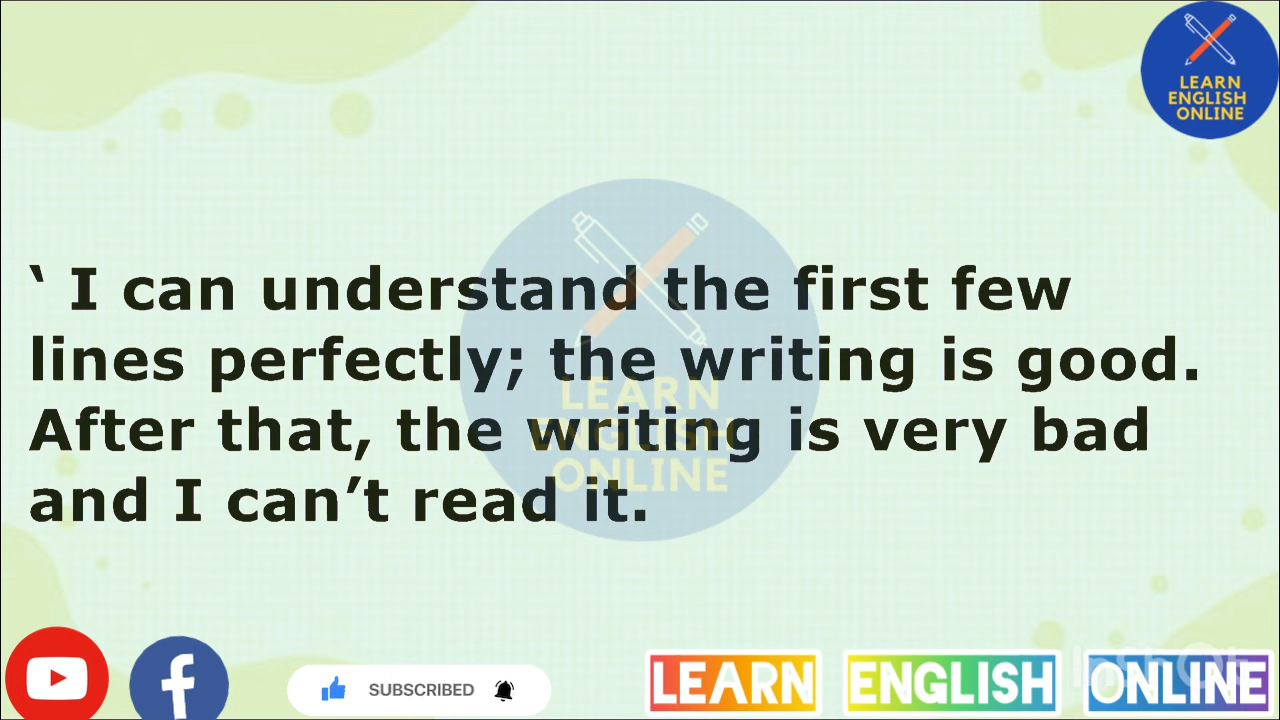 LEARN
ENGLISH
ONLINE
‛ I can understand the first few
lines perfectly; the writing is good.
After that, the writing is very bad
and I can’t read it.
LEARN
ENGLISH
ONLINE
SUBSCRIBED
LEARN ENGLISH ONLINE
InShOt